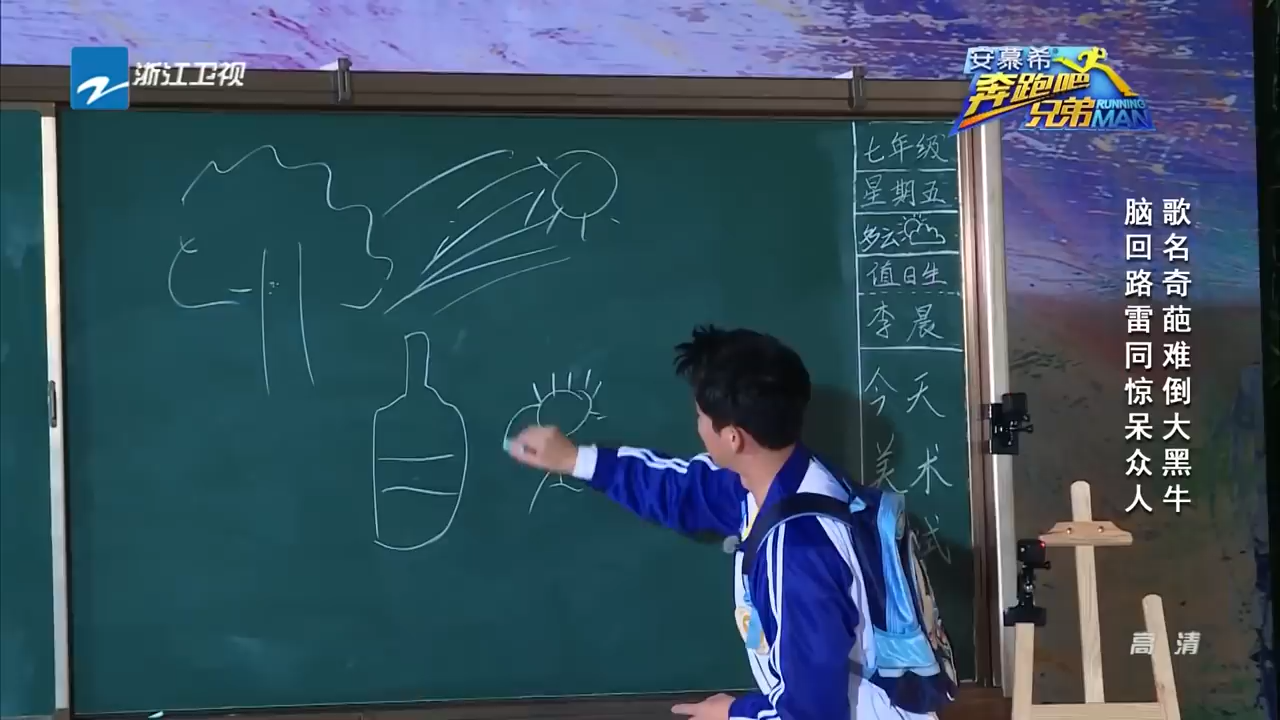 浙江卫视
安慕希
奔跑吧
兄弟
RUNNING
MAN
七年级
星期五
多云
值日生
李晨
今天
美术
试
歌名奇葩难倒大黑牛
脑回路雷同惊呆众人
高清